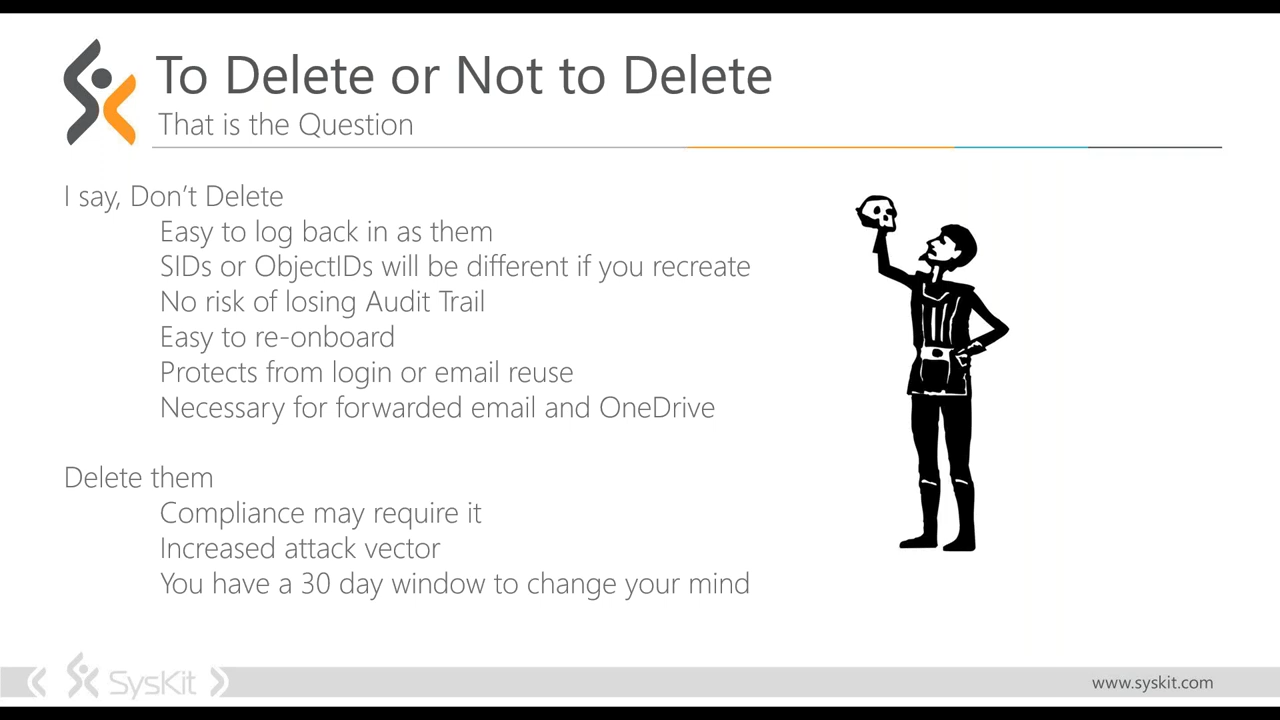 To Delete or Not to Delete
That is the Question
I say, Don’t Delete
Easy to log back in as them
SIDs or ObjectIDs will be different if you recreate
No risk of losing Audit Trail
Easy to re-onboard
Protects from login or email reuse
Necessary for forwarded email and OneDrive
Delete them
Compliance may require it
Increased attack vector
You have a 30 day window to change your mind
SysKit
www.syskit.com